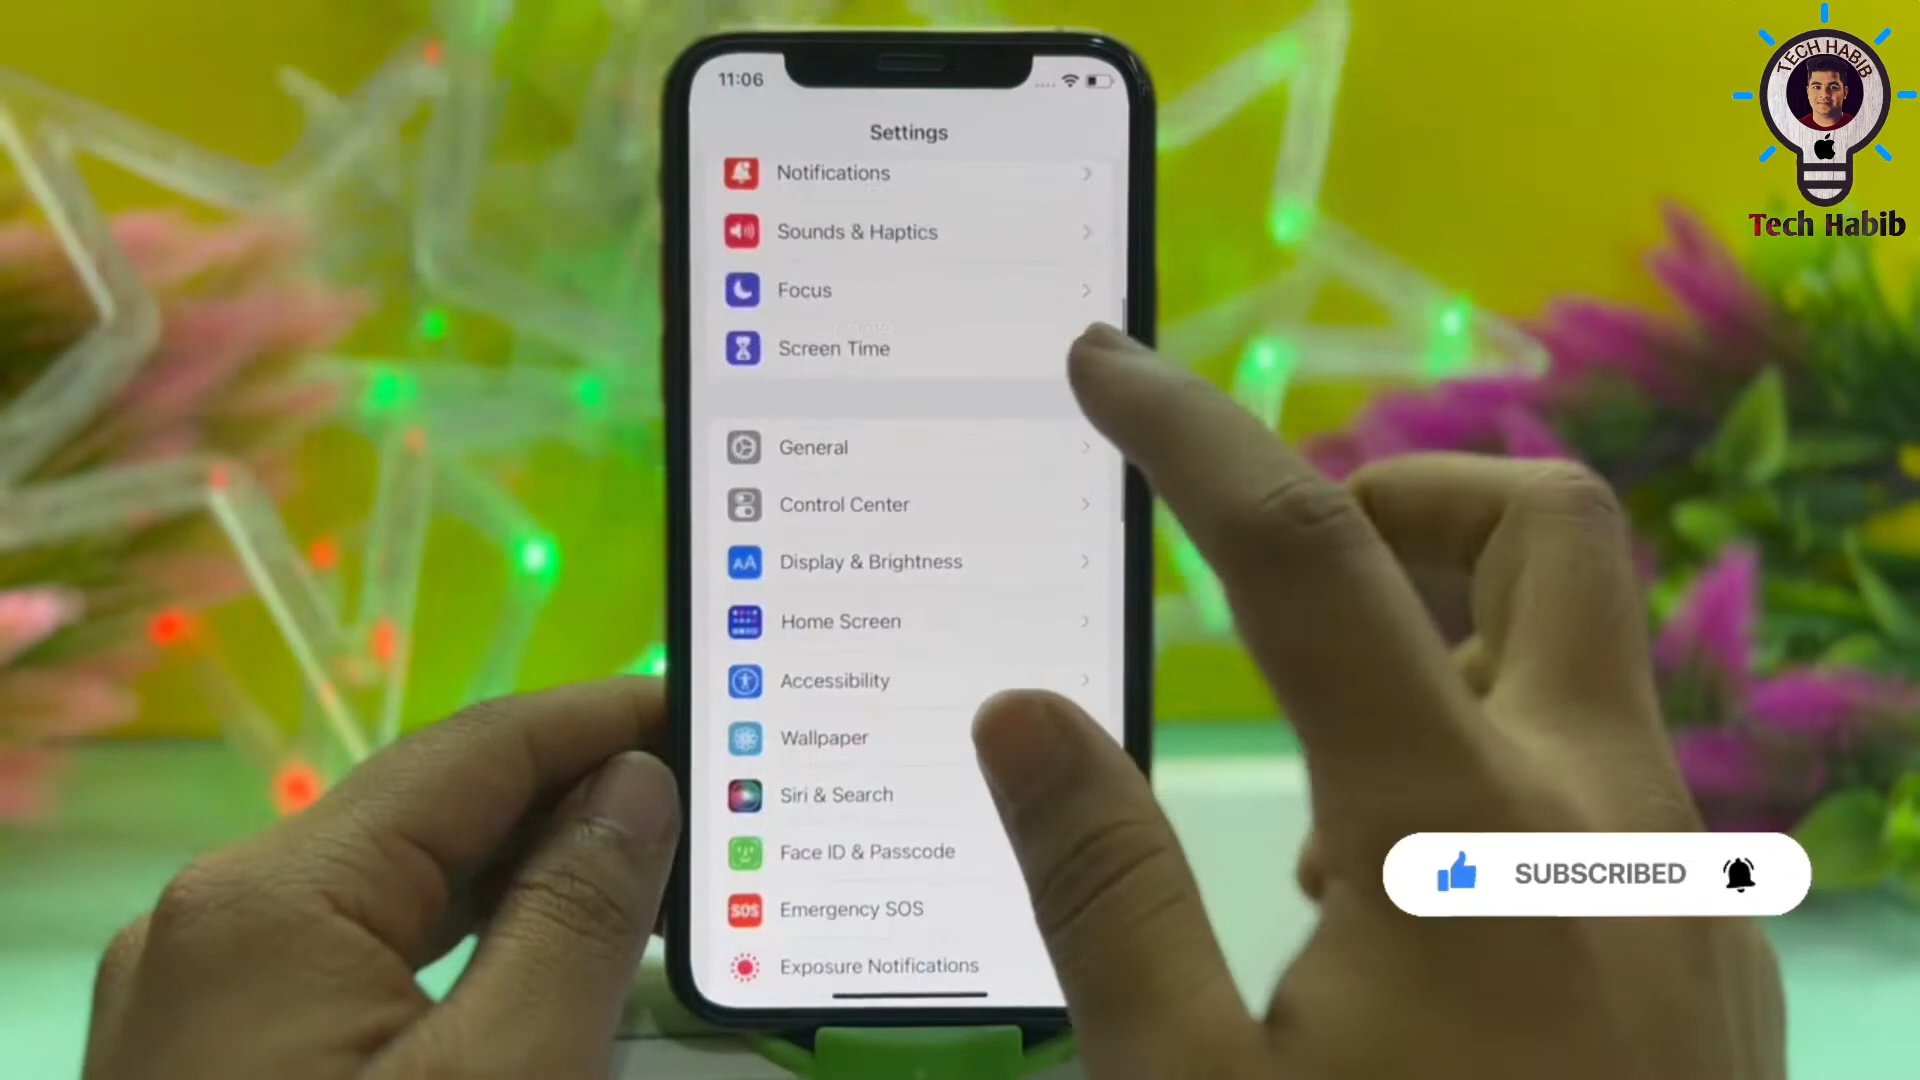 11:06
Settings
Notifications
Sounds & Haptics
Focus
Screen Time
General
Control Center
Display & Brightness
AA
Home Screen
Accessibility
Wallpaper
Siri & Search
Face ID & Passcode
SOS
Emergency SOS
Exposure Notifications
TECH HABIB
Tech Habib
SUBSCRIBED